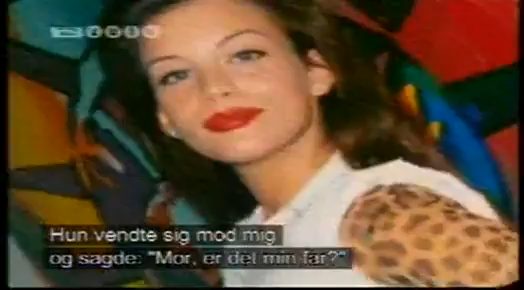 Hun vendte sig mod mig
og sagde: "Mor, er det min far?"